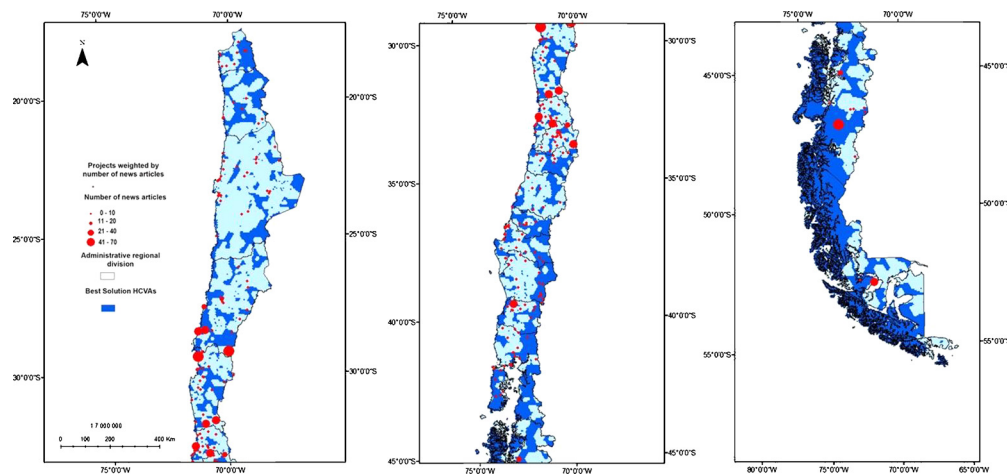 75°0'0"W 70°0'0"W
20°0'0"S
25°0'0"S
30°0'0"S
20°0'0"S
25°0'0"S
30°0'0"S
N
Projects weighted by
number of news articles
Number of news articles
0 - 10
11 - 20
21 - 40
41 - 70
Administrative regional
division
Best Solution HCVAs
1 7 000 000
0 100 200 400 Km
75°0'0"W 70°0'0"W
75°0'0"W 70°0'0"W
30°0'0"S
35°0'0"S
40°0'0"S
45°0'0"S
30°0'0"S
35°0'0"S
40°0'0"S
45°0'0"S
75°0'0"W 70°0'0"W
75°0'0"W 70°0'0"W
45°0'0"S
50°0'0"S
55°0'0"S
45°0'0"S
50°0'0"S
55°0'0"S
80°0'0"W 75°0'0"W 70°0'0"W 65°0'0"W